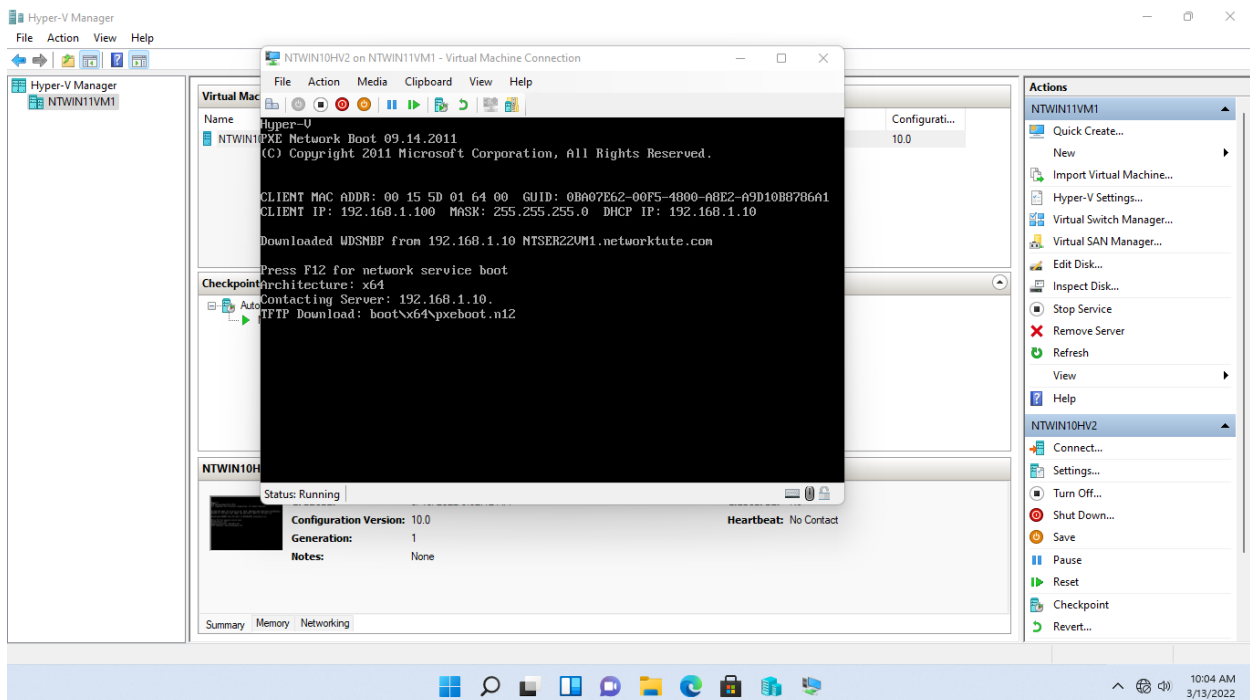 Hyper-V Manager
File Action View Help
Hyper-V Manager
NTWIN11VM1
Virtual Mac
Name
Configurati...
NTWIN1
10.0
Checkpoint
Auto
NTWIN10H
Configuration Version: 10.0
Heartbeat: No Contact
Generation: 1
Notes: None
Summary Memory Networking
NTWIN10HV2 on NTWIN11VM1 - Virtual Machine Connection
File Action Media Clipboard View Help
Hyper-V
PXE Network Boot 09.14.2011
(C) Copyright 2011 Microsoft Corporation, All Rights Reserved.
CLIENT MAC ADDR: 00 15 5D 01 64 00 GUID: 0BA07E62-00F5-4800-A8E2-A9D10B8786A1
CLIENT IP: 192.168.1.100 MASK: 255.255.255.0 DHCP IP: 192.168.1.10
Downloaded WDSNBP from 192.168.1.10 NTSER22VM1.networktute.com
Press F12 for network service boot
Architecture: x64
Contacting Server: 192.168.1.10.
TFTP Download: boot\x64\pxeboot.n12
Status: Running
Actions
NTWIN11VM1
Quick Create...
New
Import Virtual Machine...
Hyper-V Settings...
Virtual Switch Manager...
Virtual SAN Manager...
Edit Disk...
Inspect Disk...
Stop Service
Remove Server
Refresh
View
Help
NTWIN10HV2
Connect...
Settings...
Turn Off...
Shut Down...
Save
Pause
Reset
Checkpoint
Revert...
10:04 AM
3/13/2022